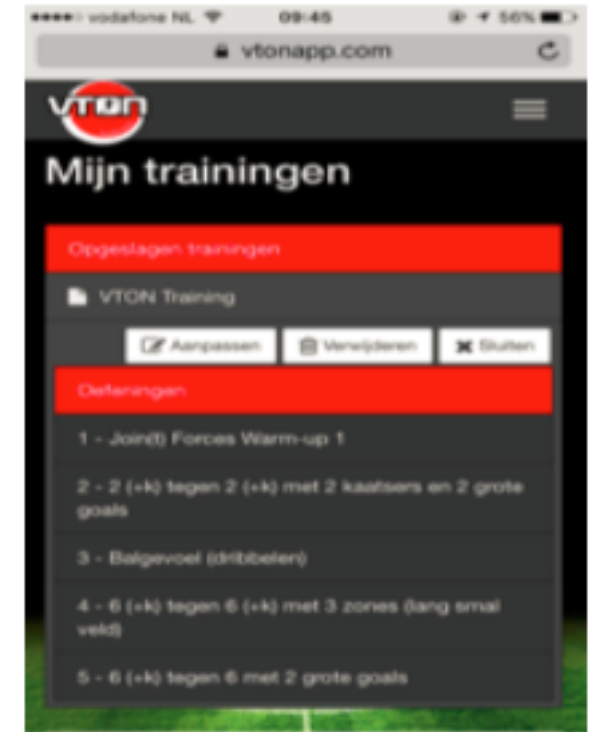 vodafone NL 09:45 56%
vtonapp.com
VTON
Mijn trainingen
Opgeslagen trainingen
VTON Training
Aanpassen Verwijderen Sluiten
Oefeningen
1 - Join(t) Forces Warm-up 1
2 - 2 (+k) tegen 2 (+k) met 2 kaatsers en 2 grote
goals
3 - Balgevoel (dribbelen)
4 - 6 (+k) tegen 6 (+k) met 3 zones (lang smal
veld)
5 - 6 (+k) tegen 6 met 2 grote goals